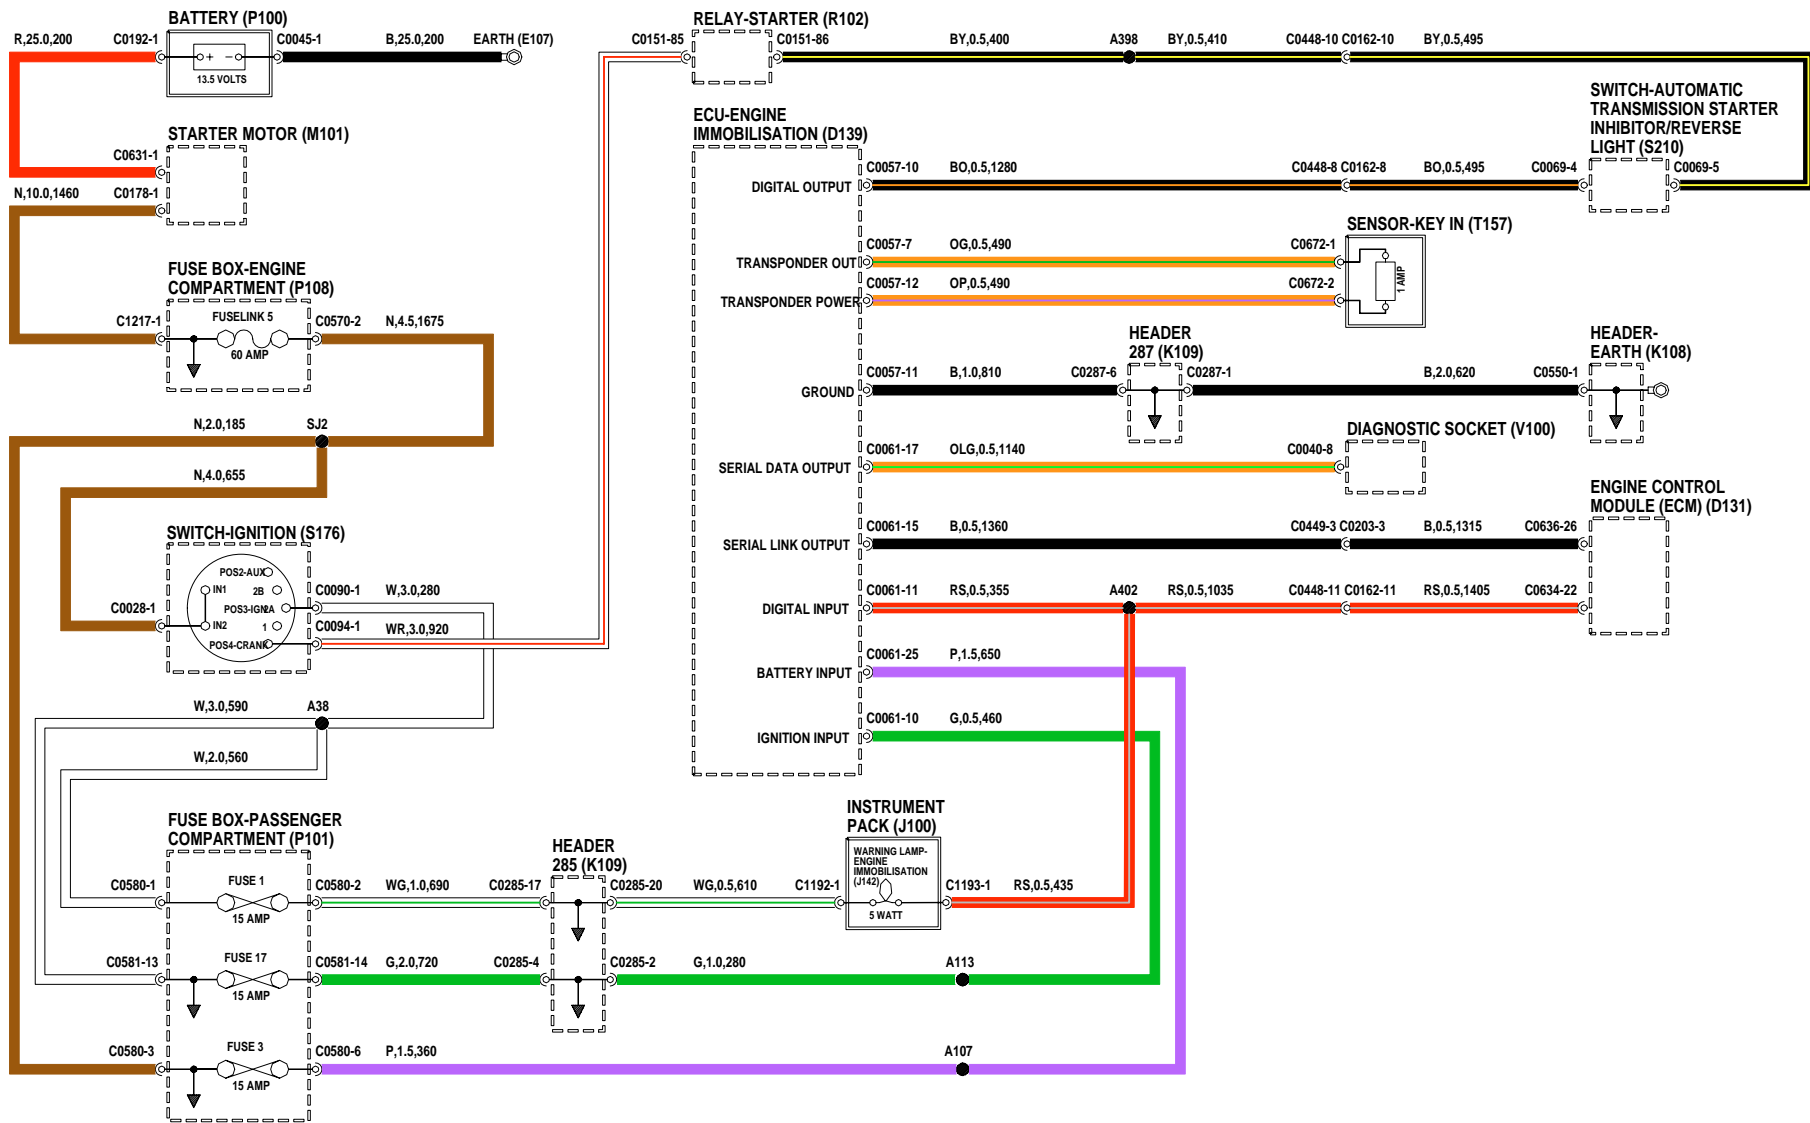 BATTERY (P100)
R,25.0,200
C0192-1
C0045-1
B,25.0,200
EARTH (E107)
13.5 VOLTS
STARTER MOTOR (M101)
C0631-1
N,10.0,1460
C0178-1
FUSE BOX-ENGINE
COMPARTMENT (P108)
C1217-1
FUSELINK 5
60 AMP
C0570-2
N,4.5,1675
N,2.0,185
SJ2
N,4.0,655
SWITCH-IGNITION (S176)
C0028-1
POS2-AUX
IN1
2B
POS3-IGN
2A
IN2
1
POS4-CRANK
C0090-1
W,3.0,280
C0094-1
WR,3.0,920
W,3.0,590
A38
W,2.0,560
FUSE BOX-PASSENGER
COMPARTMENT (P101)
C0580-1
FUSE 1
15 AMP
C0580-2
WG,1.0,690
C0581-13
FUSE 17
15 AMP
C0581-14
G,2.0,720
C0580-3
FUSE 3
15 AMP
C0580-6
P,1.5,360
HEADER
285 (K109)
C0285-17
C0285-20
WG,0.5,610
C0285-4
C0285-2
G,1.0,280
A113
A107
INSTRUMENT
PACK (J100)
C1192-1
WARNING LAMP-
ENGINE
IMMOBILISATION
(J142)
5 WATT
C1193-1
RS,0.5,435
RELAY-STARTER (R102)
C0151-85
C0151-86
BY,0.5,400
A398
BY,0.5,410
C0448-10
C0162-10
BY,0.5,495
SWITCH-AUTOMATIC
TRANSMISSION STARTER
INHIBITOR/REVERSE
LIGHT (S210)
C0069-4
C0069-5
ECU-ENGINE
IMMOBILISATION (D139)
DIGITAL OUTPUT
C0057-10
BO,0.5,1280
C0448-8
C0162-8
BO,0.5,495
SENSOR-KEY IN (T157)
TRANSPONDER OUT
C0057-7
OG,0.5,490
C0672-1
TRANSPONDER POWER
C0057-12
OP,0.5,490
C0672-2
1 AMP
HEADER
287 (K109)
HEADER-
EARTH (K108)
GROUND
C0057-11
B,1.0,810
C0287-6
C0287-1
B,2.0,620
C0550-1
DIAGNOSTIC SOCKET (V100)
SERIAL DATA OUTPUT
C0061-17
OLG,0.5,1140
C0040-8
ENGINE CONTROL
MODULE (ECM) (D131)
SERIAL LINK OUTPUT
C0061-15
B,0.5,1360
C0449-3
C0203-3
B,0.5,1315
C0636-26
DIGITAL INPUT
C0061-11
RS,0.5,355
A402
RS,0.5,1035
C0448-11
C0162-11
RS,0.5,1405
C0634-22
BATTERY INPUT
C0061-25
P,1.5,650
IGNITION INPUT
C0061-10
G,0.5,460